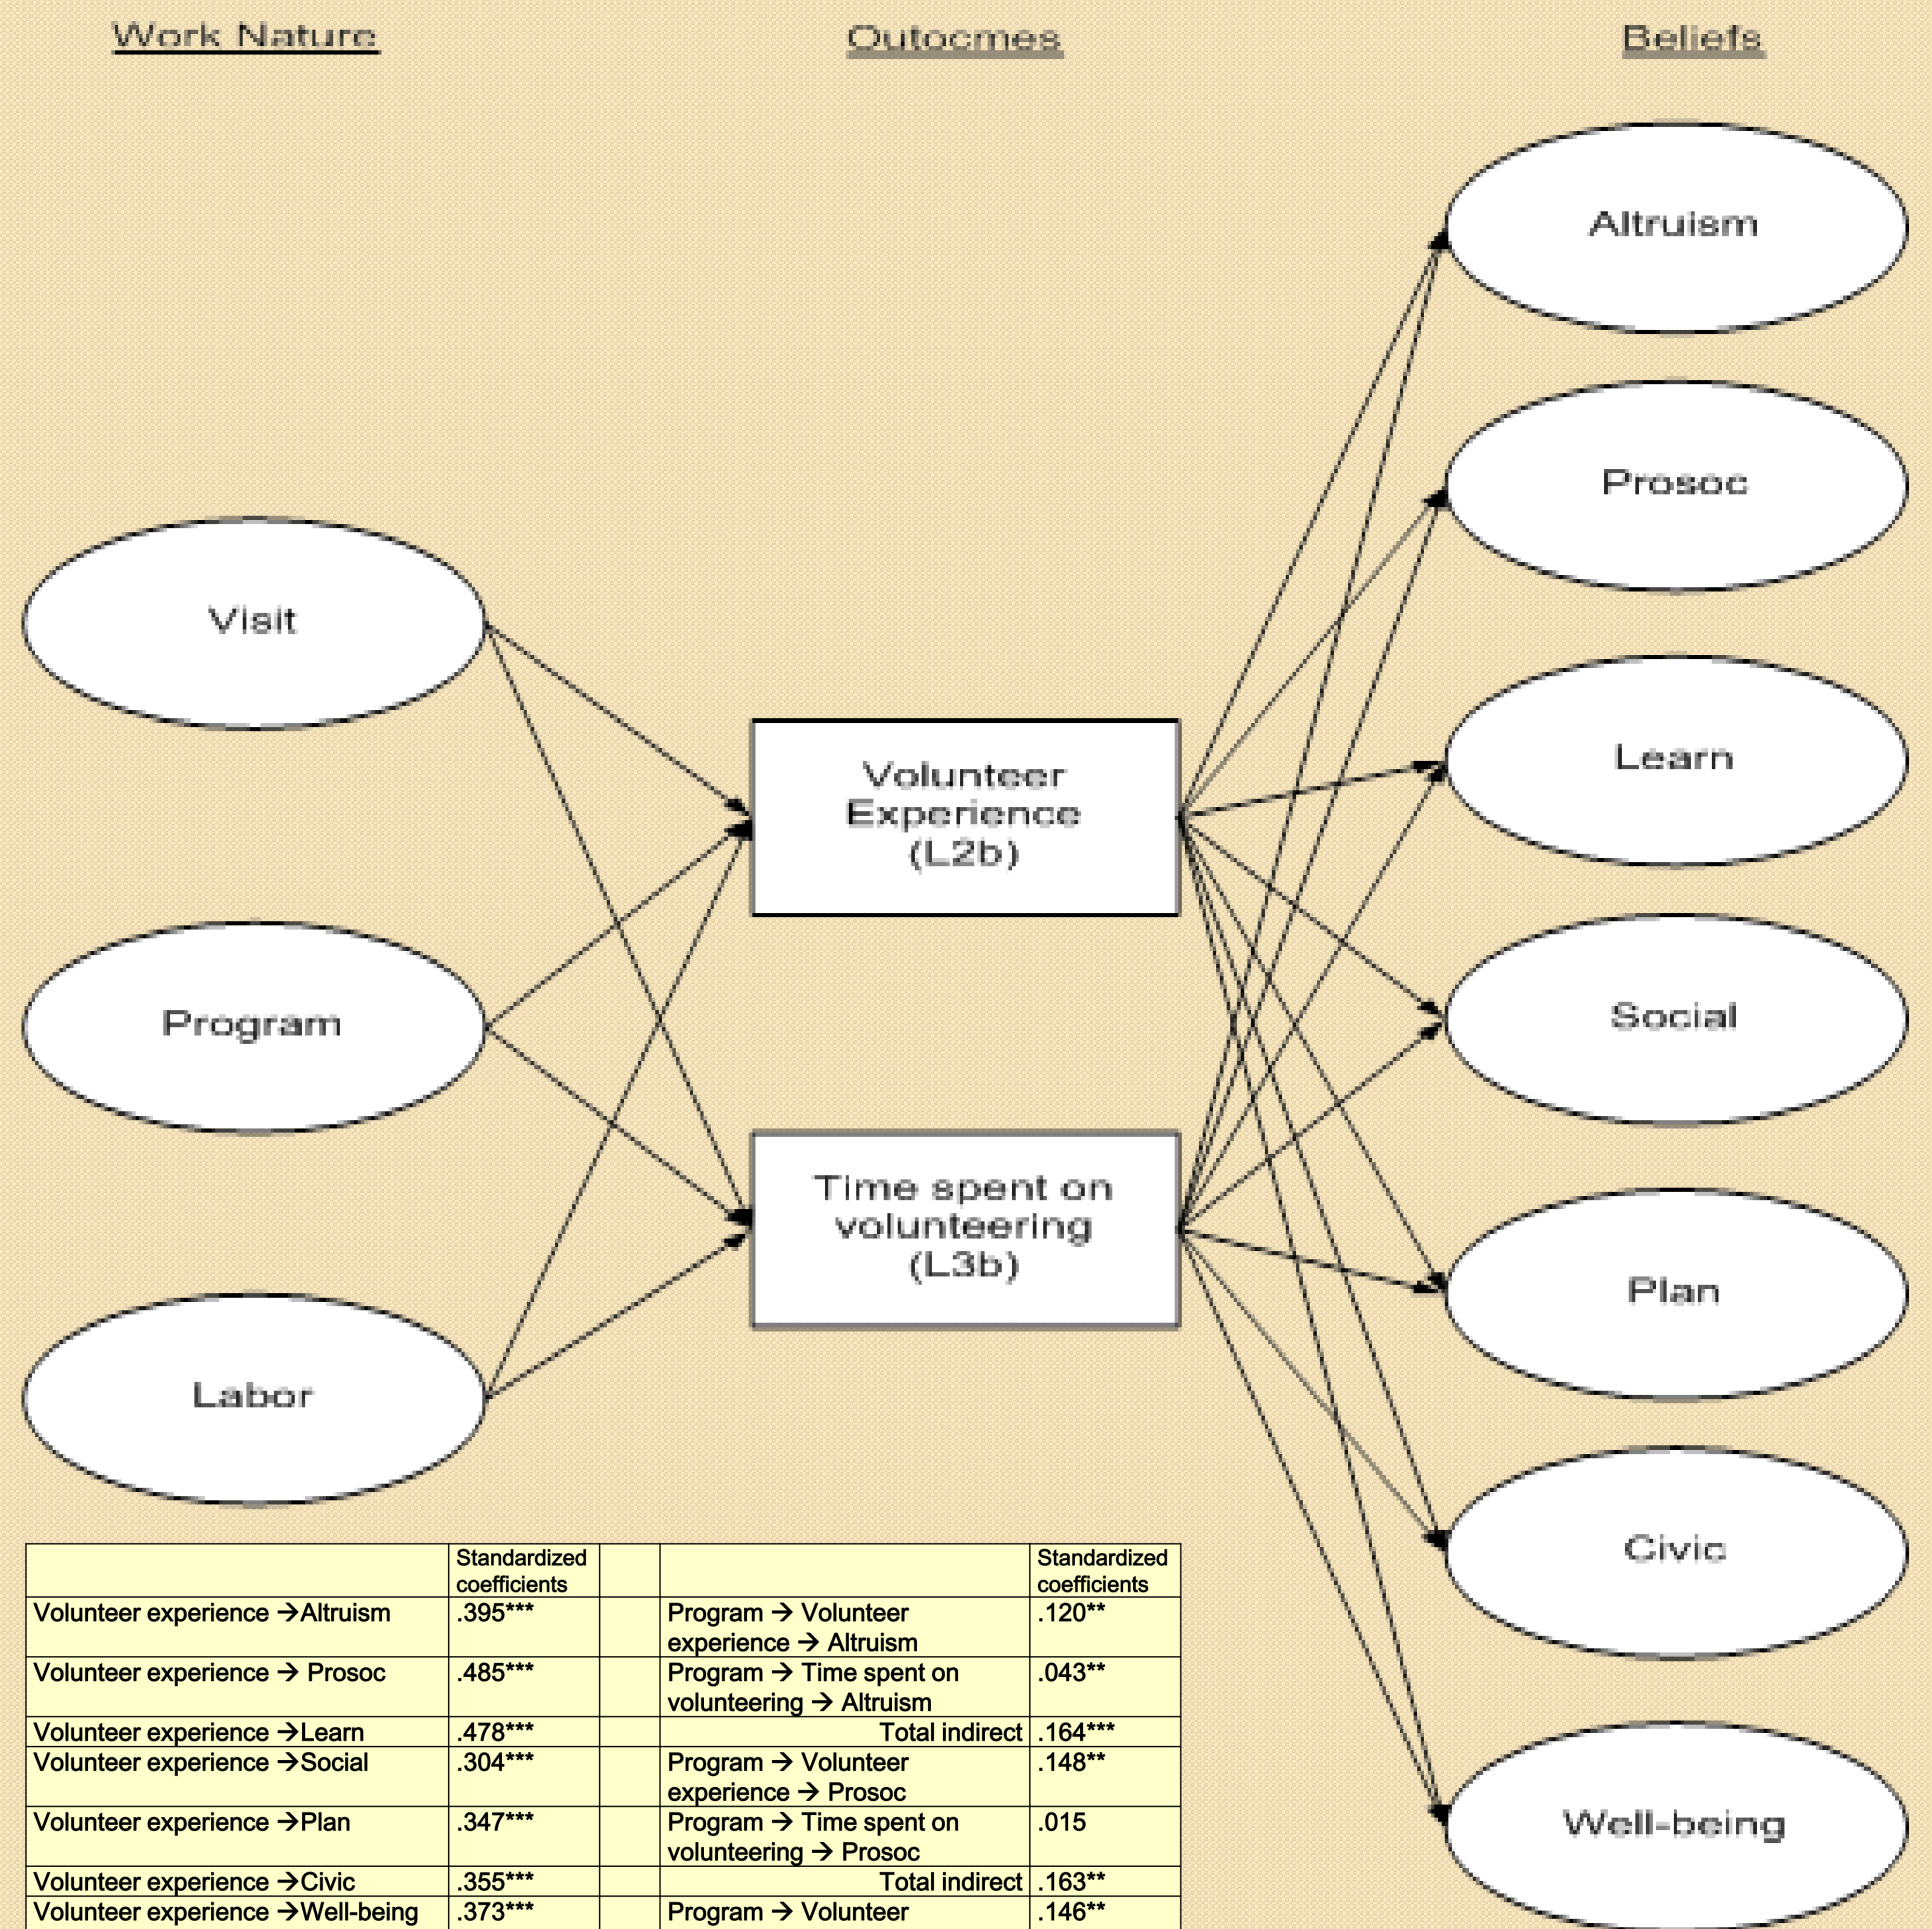 Work Nature
Outocmes
Beliefs
Altruism
Prosoc
Visit
Learn
Volunteer
Experience
(L2b)
Program
Social
Time spent on
volunteering
(L3b)
Plan
Labor
Civic
Well-being
Standardized
coefficients
Standardized
coefficients
Volunteer experience →Altruism .395***
Program → Volunteer
experience → Altruism .120**
Volunteer experience → Prosoc .485***
Program → Time spent on
volunteering → Altruism .043**
Volunteer experience →Learn .478***
Total indirect .164***
Volunteer experience →Social .304***
Program → Volunteer
experience → Prosoc .148**
Volunteer experience →Plan .347***
Program → Time spent on
volunteering → Prosoc .015
Volunteer experience →Civic .355***
Total indirect .163**
Volunteer experience →Well-being .373***
Program → Volunteer .146**